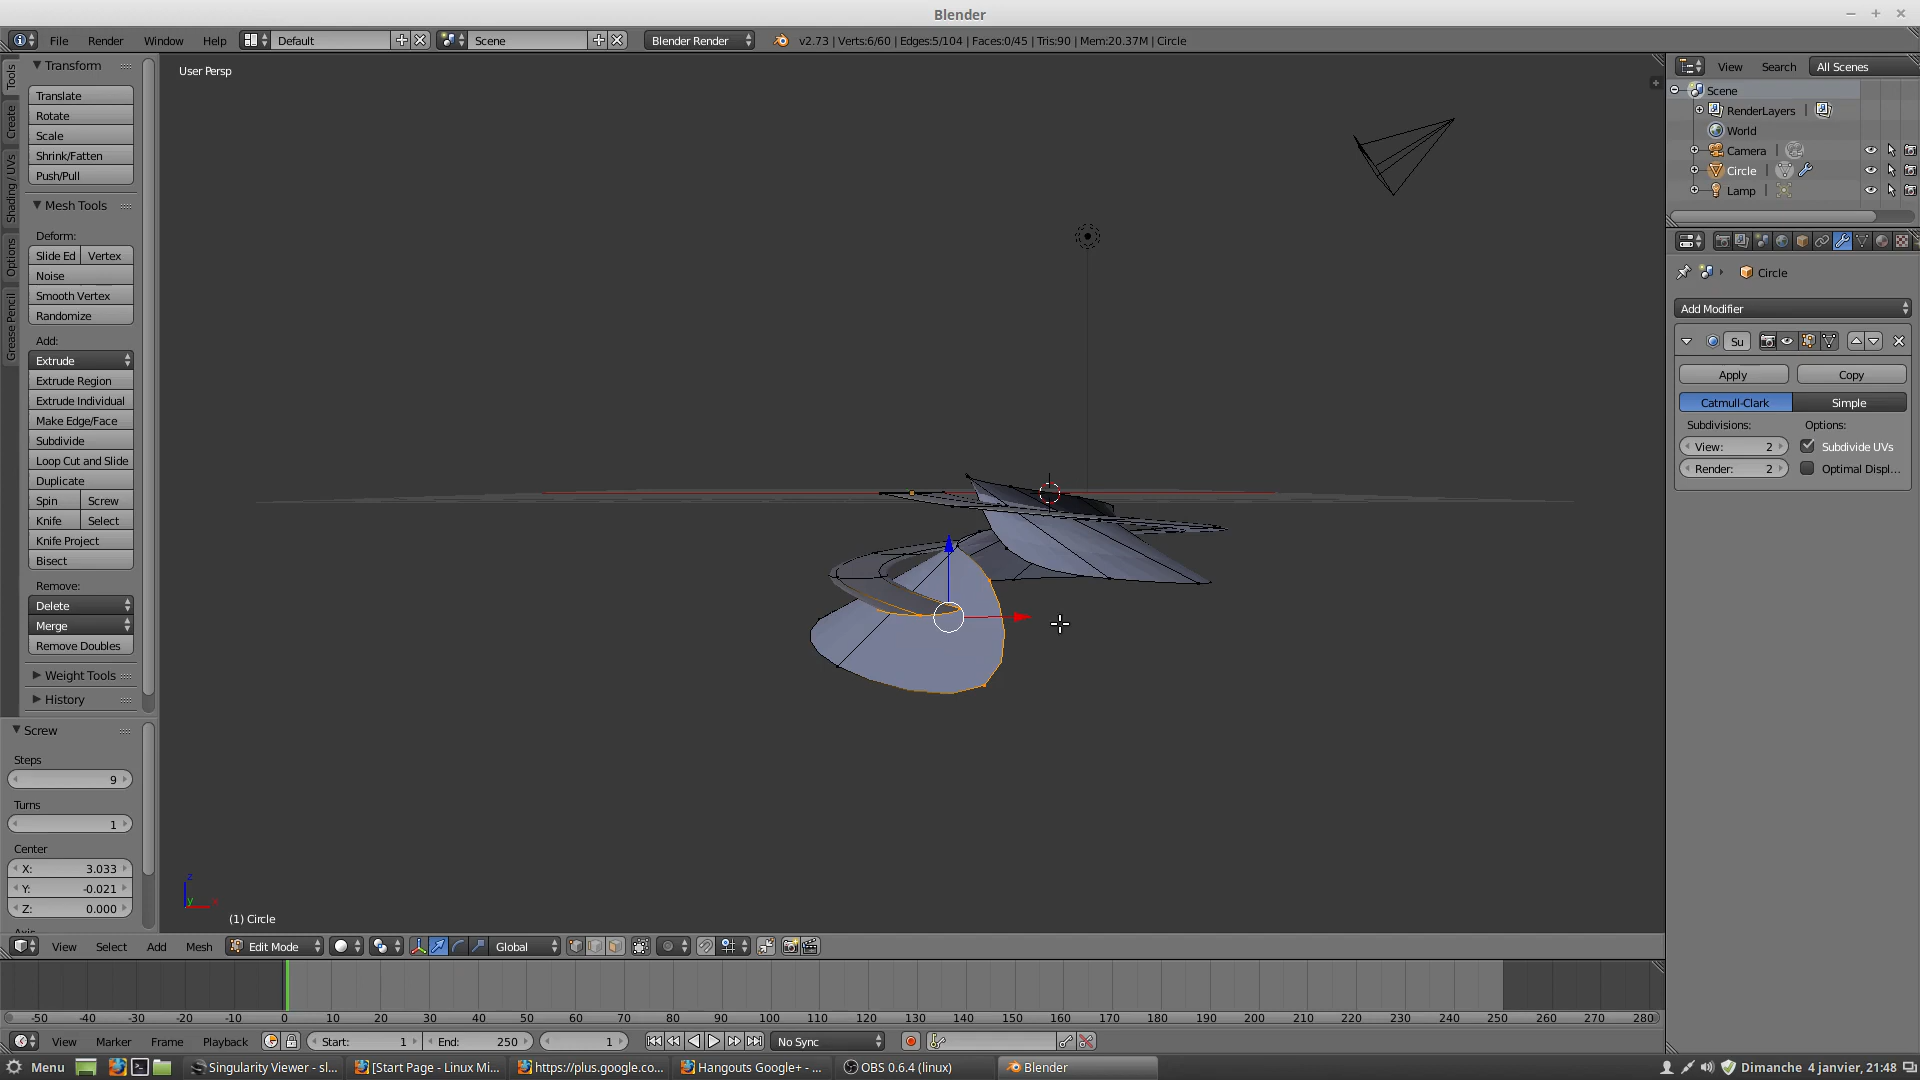 Blender
File Render Window Help Default Scene Blender Render v2.73 | Verts:6/60 | Edges:5/104 | Faces:0/45 | Tris:90 | Mem:20.37M | Circle
Tools
Create
Shading / UVs
Options
Grease Pencil
Transform
Translate
Rotate
Scale
Shrink/Fatten
Push/Pull
Mesh Tools
Deform:
Slide Ed Vertex
Noise
Smooth Vertex
Randomize
Add:
Extrude
Extrude Region
Extrude Individual
Make Edge/Face
Subdivide
Loop Cut and Slide
Duplicate
Spin Screw
Knife Select
Knife Project
Bisect
Remove:
Delete
Merge
Remove Doubles
Weight Tools
History
Screw
Steps
9
Turns
1
Center
X: 3.033
Y: -0.021
Z: 0.000
User Persp
z
y x
(1) Circle
View Search All Scenes
Scene
RenderLayers
World
Camera
Circle
Lamp
Circle
Add Modifier
Su
Apply Copy
Catmull-Clark Simple
Subdivisions: Options:
View: 2 Subdivide UVs
Render: 2 Optimal Displ...
View Select Add Mesh Edit Mode Global
-50 -40 -30 -20 -10 0 10 20 30 40 50 60 70 80 90 100 110 120 130 140 150 160 170 180 190 200 210 220 230 240 250 260 270 280
View Marker Frame Playback Start: 1 End: 250 1 No Sync
Menu Singularity Viewer - sl... [Start Page - Linux Mi... https://plus.google.co... Hangouts Google+ - ... OBS 0.6.4 (linux) Blender Dimanche 4 janvier, 21:48